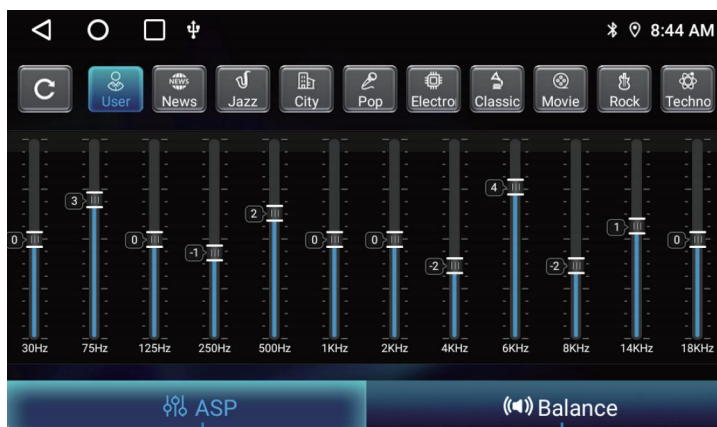 8:44 AM
NEWS
User News Jazz City Pop Electro Classic Movie Rock Techno
0 3 0 -1 2 0 0 -2 4 -2 1 0
30Hz 75Hz 125Hz 250Hz 500Hz 1KHz 2KHz 4KHz 6KHz 8KHz 14KHz 18KHz
ASP Balance